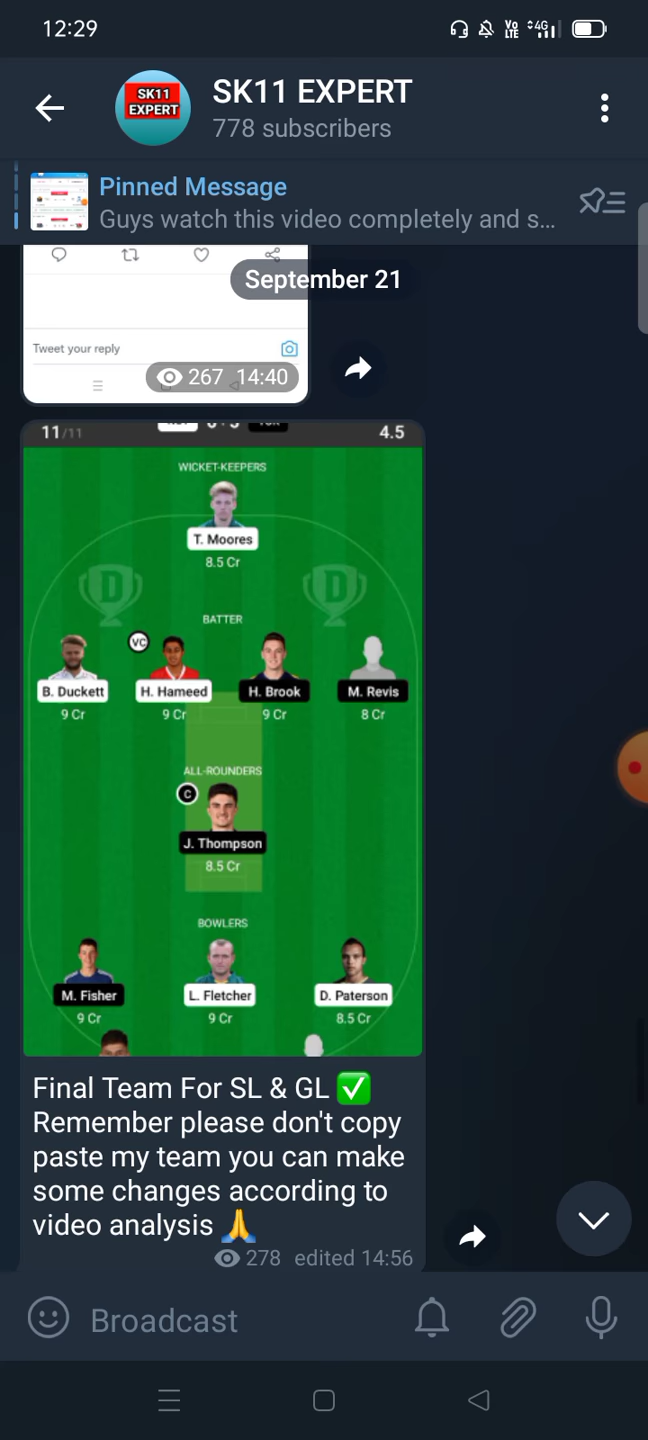 12:29
Vo LTE 4G
SK11 EXPERT
SK11 EXPERT
778 subscribers
Pinned Message
Guys watch this video completely and s...
September 21
Tweet your reply
267 14:40
11/11
4.5
WICKET-KEEPERS
T. Moores
8.5 Cr
D
D
BATTER
VC
B. Duckett
H. Hameed
H. Brook
M. Revis
9 Cr
9 Cr
9 Cr
8 Cr
ALL-ROUNDERS
C
J. Thompson
8.5 Cr
BOWLERS
M. Fisher
L. Fletcher
D. Paterson
9 Cr
9 Cr
8.5 Cr
Final Team For SL & GL ✅
Remember please don't copy
paste my team you can make
some changes according to
video analysis 🙏
278 edited 14:56
Broadcast